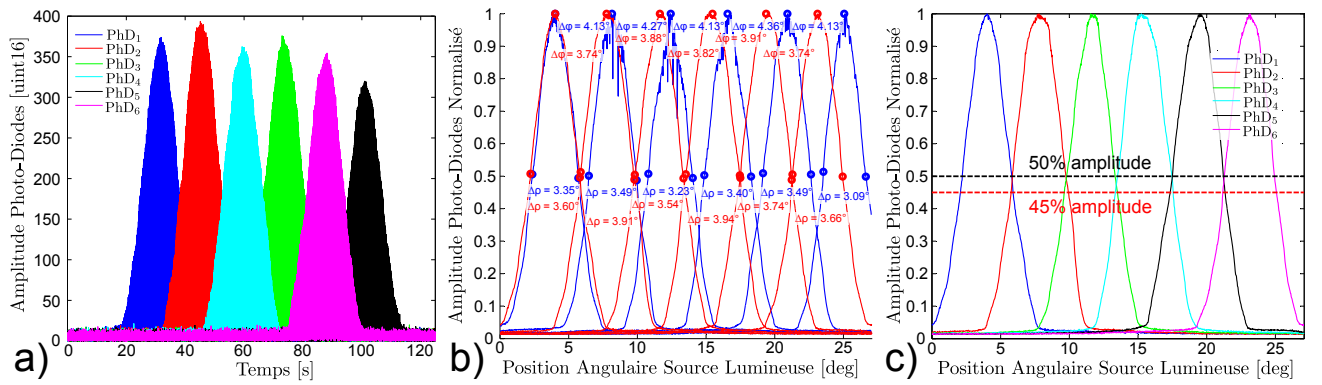 a)
Amplitude Photo-Diodes [uint16]
400
350
300
250
200
150
100
50
0
PhD1
PhD2
PhD3
PhD4
PhD5
PhD6
0 20 40 60 80 100 120
Temps [s]
b)
Amplitude Photo-Diodes Normalisé
1
0.9
0.8
0.7
0.6
0.5
0.4
0.3
0.2
0.1
0
Δφ = 4.13° Δφ = 4.27° Δφ = 4.13° Δφ = 4.36° Δφ = 4.13°
Δφ = 3.74° Δφ = 3.88° Δφ = 3.82° Δφ = 3.91° Δφ = 3.74°
Δρ = 3.35° Δρ = 3.49° Δρ = 3.23° Δρ = 3.40° Δρ = 3.49° Δρ = 3.09°
Δρ = 3.60° Δρ = 3.91° Δρ = 3.54° Δρ = 3.94° Δρ = 3.74° Δρ = 3.66°
0 5 10 15 20 25
Position Angulaire Source Lumineuse [deg]
c)
Amplitude Photo-Diodes Normalisé
1
0.9
0.8
0.7
0.6
0.5
0.4
0.3
0.2
0.1
0
PhD1
PhD2
PhD3
PhD4
PhD5
PhD6
50% amplitude
45% amplitude
0 5 10 15 20 25
Position Angulaire Source Lumineuse [deg]